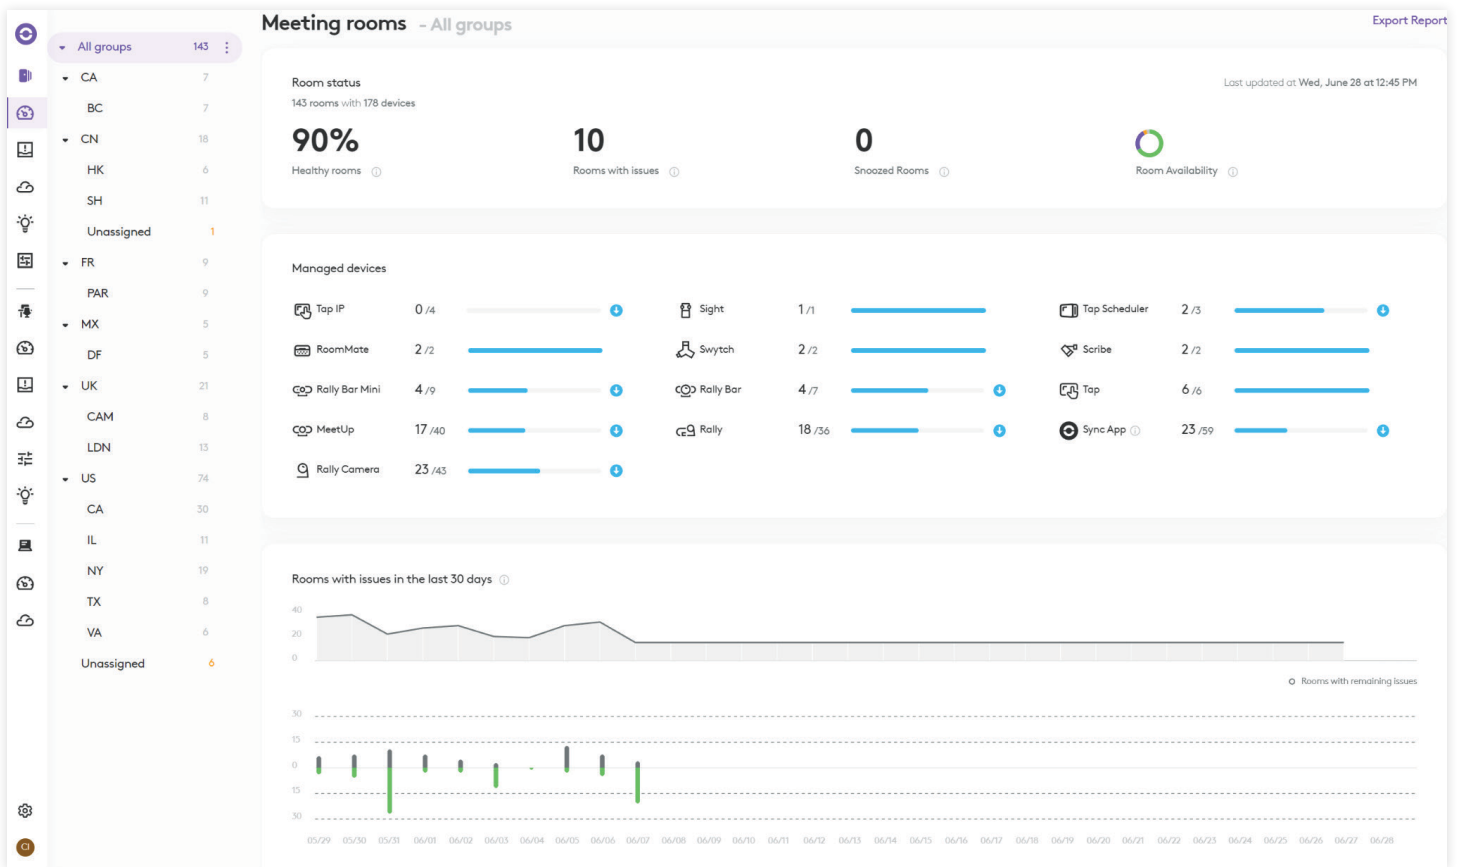 Meeting rooms - All groups
Export Report
All groups 143
CA 7
BC 7
CN 18
HK 6
SH 11
Unassigned 1
FR 9
PAR 9
MX 5
DF 5
UK 21
CAM 8
LDN 13
US 74
CA 30
IL 11
NY 19
TX 8
VA 6
Unassigned 6
CI
Room status
Last updated at Wed, June 28 at 12:45 PM
143 rooms with 178 devices
90% 10 0
Healthy rooms Rooms with issues Snoozed Rooms Room Availability
Managed devices
Tap IP 0 /4 Sight 1 /1 Tap Scheduler 2 /3
RoomMate 2 /2 Swytch 2 /2 Scribe 2 /2
Rally Bar Mini 4 /9 Rally Bar 4 /7 Tap 6 /6
MeetUp 17 /40 Rally 18 /36 Sync App 23 /59
Rally Camera 23 /43
Rooms with issues in the last 30 days
40
20
0
Rooms with remaining issues
30
15
0
15
30
05/29 05/30 05/31 06/01 06/02 06/03 06/04 06/05 06/06 06/07 06/08 06/09 06/10 06/11 06/12 06/13 06/14 06/15 06/16 06/17 06/18 06/19 06/20 06/21 06/22 06/23 06/24 06/25 06/26 06/27 06/28